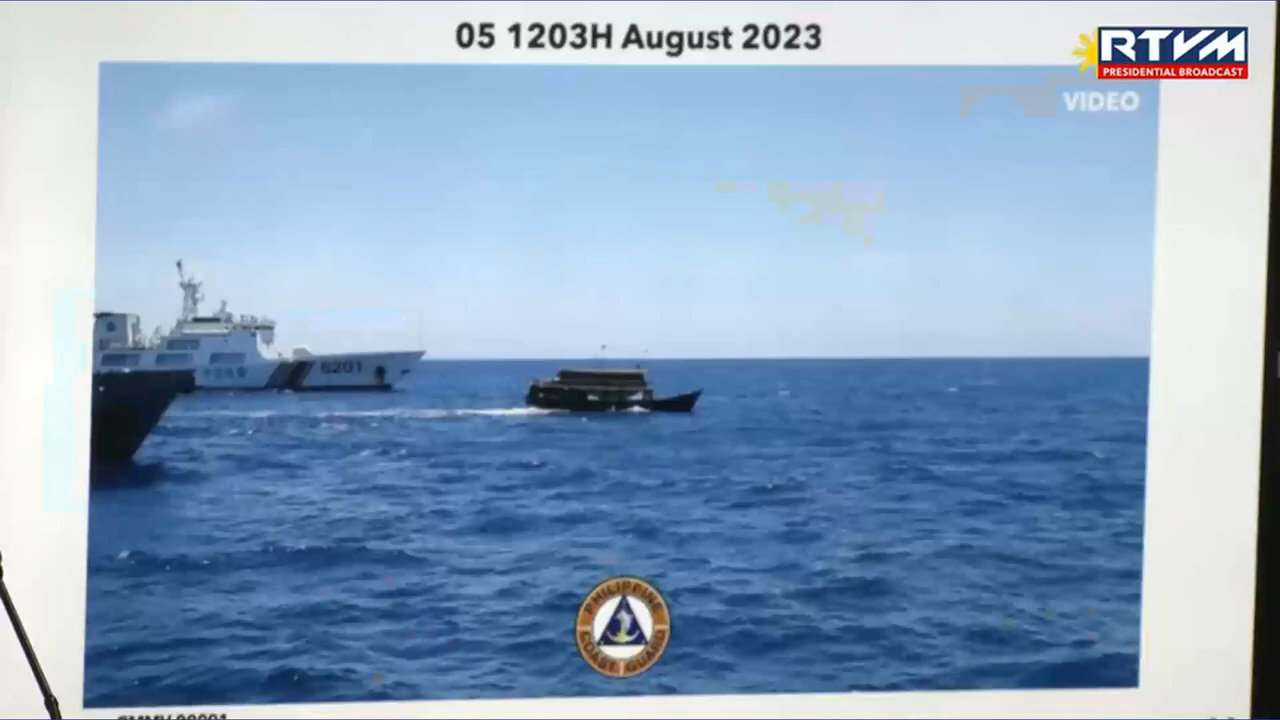 05 1203H August 2023
RTVM
PRESIDENTIAL BROADCAST
VIDEO
5201
PHILIPPINE
COAST GUARD